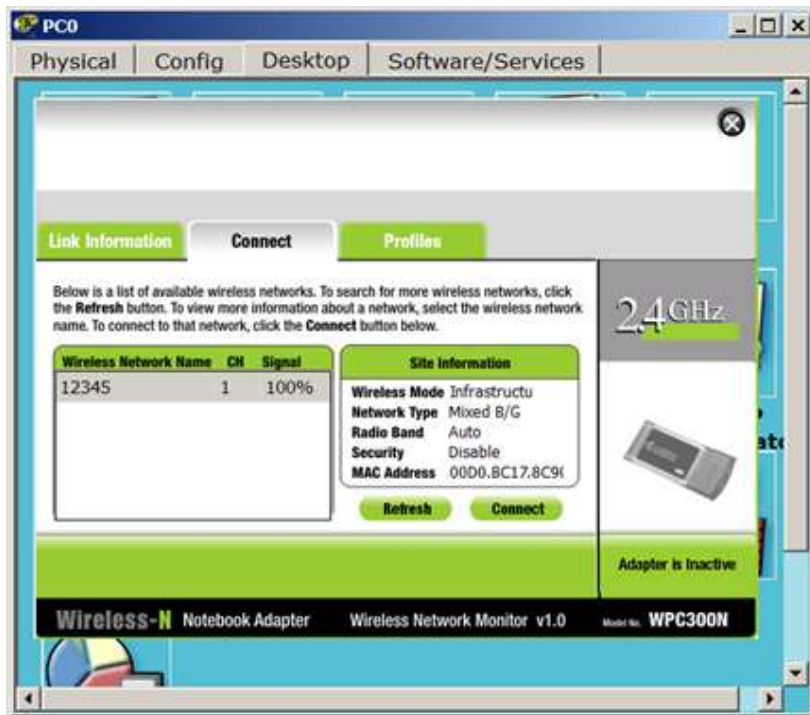 PC0
Physical Config Desktop Software/Services
Link Information Connect Profiles
Below is a list of available wireless networks. To search for more wireless networks, click
the Refresh button. To view more information about a network, select the wireless network
name. To connect to that network, click the Connect button below.
2.4GHz
Wireless Network Name CH Signal
12345 1 100%
Site Information
Wireless Mode Infrastructu
Network Type Mixed B/G
Radio Band Auto
Security Disable
MAC Address 00D0.BC17.8C9
Refresh Connect
Adapter is Inactive
Wireless-N Notebook Adapter Wireless Network Monitor v1.0 Model No. WPC300N